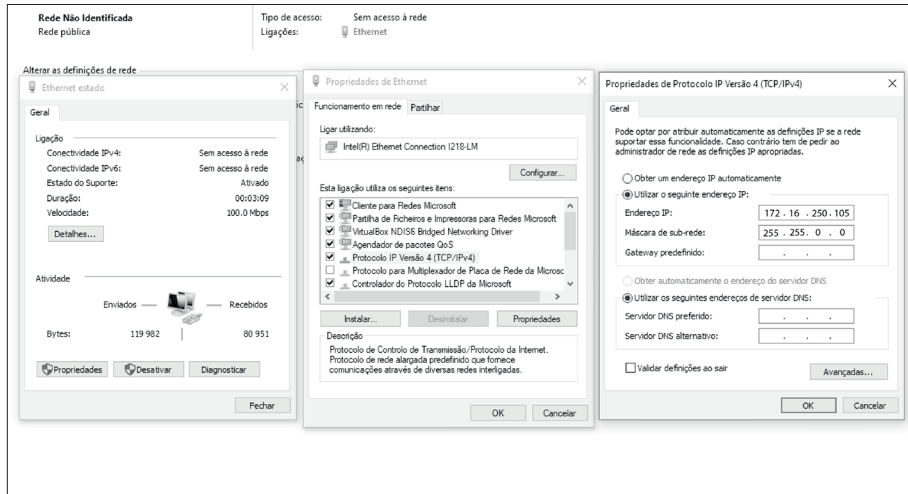 Rede Não Identificada
Rede pública
Tipo de acesso: Sem acesso à rede
Ligações: Ethernet
Alterar as definições de rede
Ethernet estado
Geral
Ligação
Conectividade IPv4: Sem acesso à rede
Conectividade IPv6: Sem acesso à rede
Estado do Suporte: Ativado
Duração: 00:03:09
Velocidade: 100.0 Mbps
Detalhes...
Atividade
Enviados — Recebidos
Bytes: 119 982 80 951
Propriedades Desativar Diagnosticar
Fechar
Propriedades de Ethernet
Funcionamento em rede Partilhar
Ligar utilizando:
Intel(R) Ethernet Connection I218-LM
Configurar...
Esta ligação utiliza os seguintes itens:
Cliente para Redes Microsoft
Partilha de Ficheiros e Impressoras para Redes Microsoft
VirtualBox NDIS6 Bridged Networking Driver
Agendador de pacotes QoS
Protocolo IP Versão 4 (TCP/IPv4)
Protocolo para Multiplexador de Placa de Rede da Microsc
Controlador do Protocolo LLDP da Microsoft
Instalar... Desinstalar Propriedades
Descrição
Protocolo de Controlo de Transmissão/Protocolo da Internet.
Protocolo de rede alargada predefinido que fornece
comunicações através de diversas redes interligadas.
OK Cancelar
Propriedades de Protocolo IP Versão 4 (TCP/IPv4)
Geral
Pode optar por atribuir automaticamente as definições IP se a rede
suportar essa funcionalidade. Caso contrário tem de pedir ao
administrador de rede as definições IP apropriadas.
Obter um endereço IP automaticamente
Utilizar o seguinte endereço IP:
Endereço IP: 172 . 16 . 250 . 105
Máscara de sub-rede: 255 . 255 . 0 . 0
Gateway predefinido: . . .
Obter automaticamente o endereço do servidor DNS
Utilizar os seguintes endereços de servidor DNS:
Servidor DNS preferido: . . .
Servidor DNS alternativo: . . .
Validar definições ao sair
Avançadas...
OK Cancelar